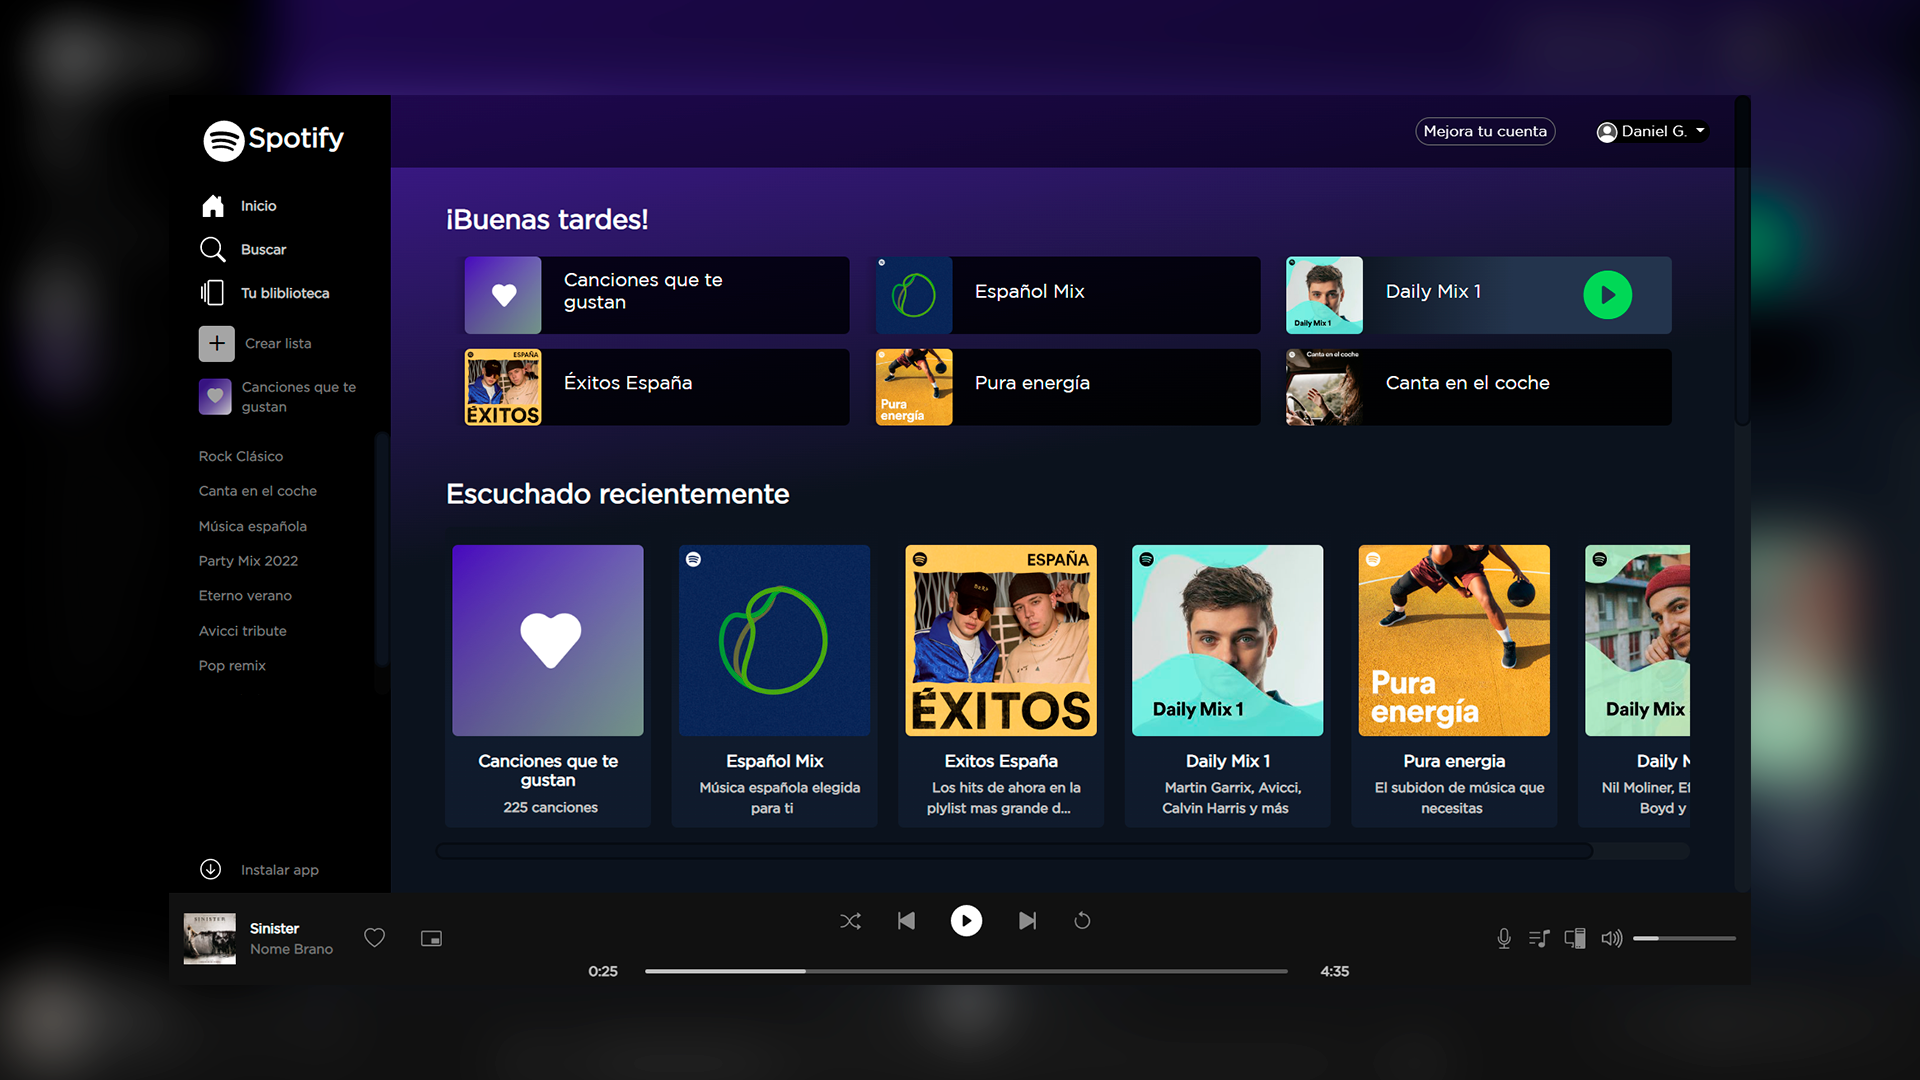 Spotify
Inicio
Buscar
Tu bliblioteca
Crear lista
Canciones que te
gustan
Rock Clásico
Canta en el coche
Música española
Party Mix 2022
Eterno verano
Avicci tribute
Pop remix
Instalar app
Mejora tu cuenta
Daniel G.
¡Buenas tardes!
Canciones que te
gustan
Español Mix
Daily Mix 1
Daily Mix 1
ESPAÑA
ÉXITOS
Éxitos España
Pura
energía
Pura energía
Canta en el coche
Canta en el coche
Escuchado recientemente
Canciones que te
gustan
225 canciones
Español Mix
Música española elegida
para ti
ESPAÑA
ÉXITOS
Exitos España
Los hits de ahora en la
plylist mas grande d...
Daily Mix 1
Daily Mix 1
Martin Garrix, Avicci,
Calvin Harris y más
Pura
energía
Pura energia
El subidon de música que
necesitas
Daily Mix
Daily
Nil Moliner,
Boyd y
SINISTER
Sinister
Nome Brano
0:25
4:35